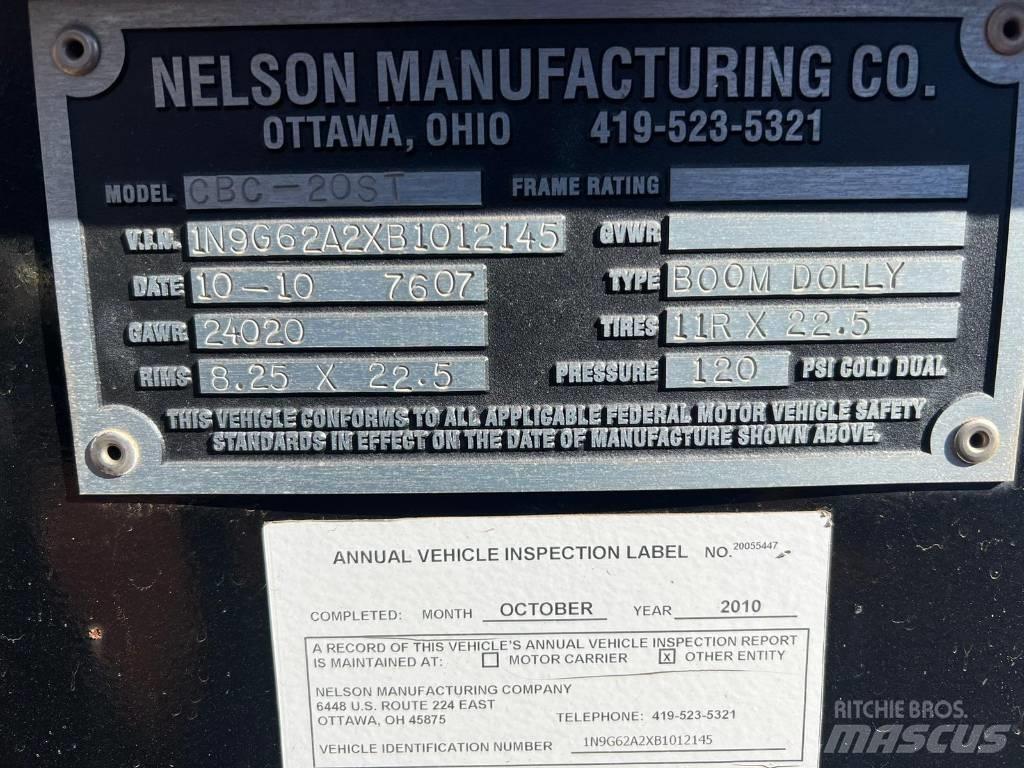 NELSON MANUFACTURING CO.
OTTAWA, OHIO 419-523-5321
MODEL CBC-20ST FRAME RATING
V.I.N. 1N9G62A2XB1012145 GVWR
DATE 10-10 7607 TYPE BOOM DOLLY
GAWR 24020 TIRES 11R X 22.5
RIMS 8.25 X 22.5 PRESSURE 120 PSI COLD DUAL
THIS VEHICLE CONFORMS TO ALL APPLICABLE FEDERAL MOTOR VEHICLE SAFETY
STANDARDS IN EFFECT ON THE DATE OF MANUFACTURE SHOWN ABOVE.
ANNUAL VEHICLE INSPECTION LABEL NO. 20055447
COMPLETED: MONTH OCTOBER YEAR 2010
A RECORD OF THIS VEHICLE'S ANNUAL VEHICLE INSPECTION REPORT
IS MAINTAINED AT: MOTOR CARRIER X OTHER ENTITY
NELSON MANUFACTURING COMPANY
6448 U.S. ROUTE 224 EAST
OTTAWA, OH 45875 TELEPHONE: 419-523-5321
VEHICLE IDENTIFICATION NUMBER 1N9G62A2XB1012145
RITCHIE BROS.
MASCUS